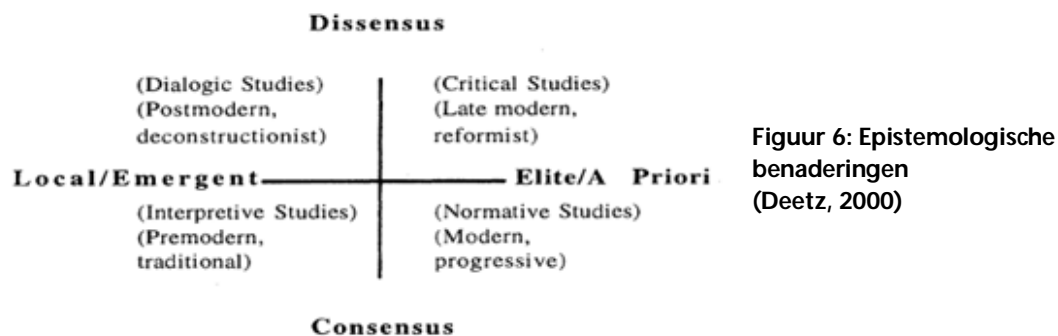 Dissensus
(Dialogic Studies)
(Postmodern,
deconstructionist)
(Critical Studies)
(Late modern,
reformist)
Local/Emergent
Elite/A Priori
(Interpretive Studies)
(Premodern,
traditional)
(Normative Studies)
(Modern,
progressive)
Consensus
Figuur 6: Epistemologische
benaderingen
(Deetz, 2000)